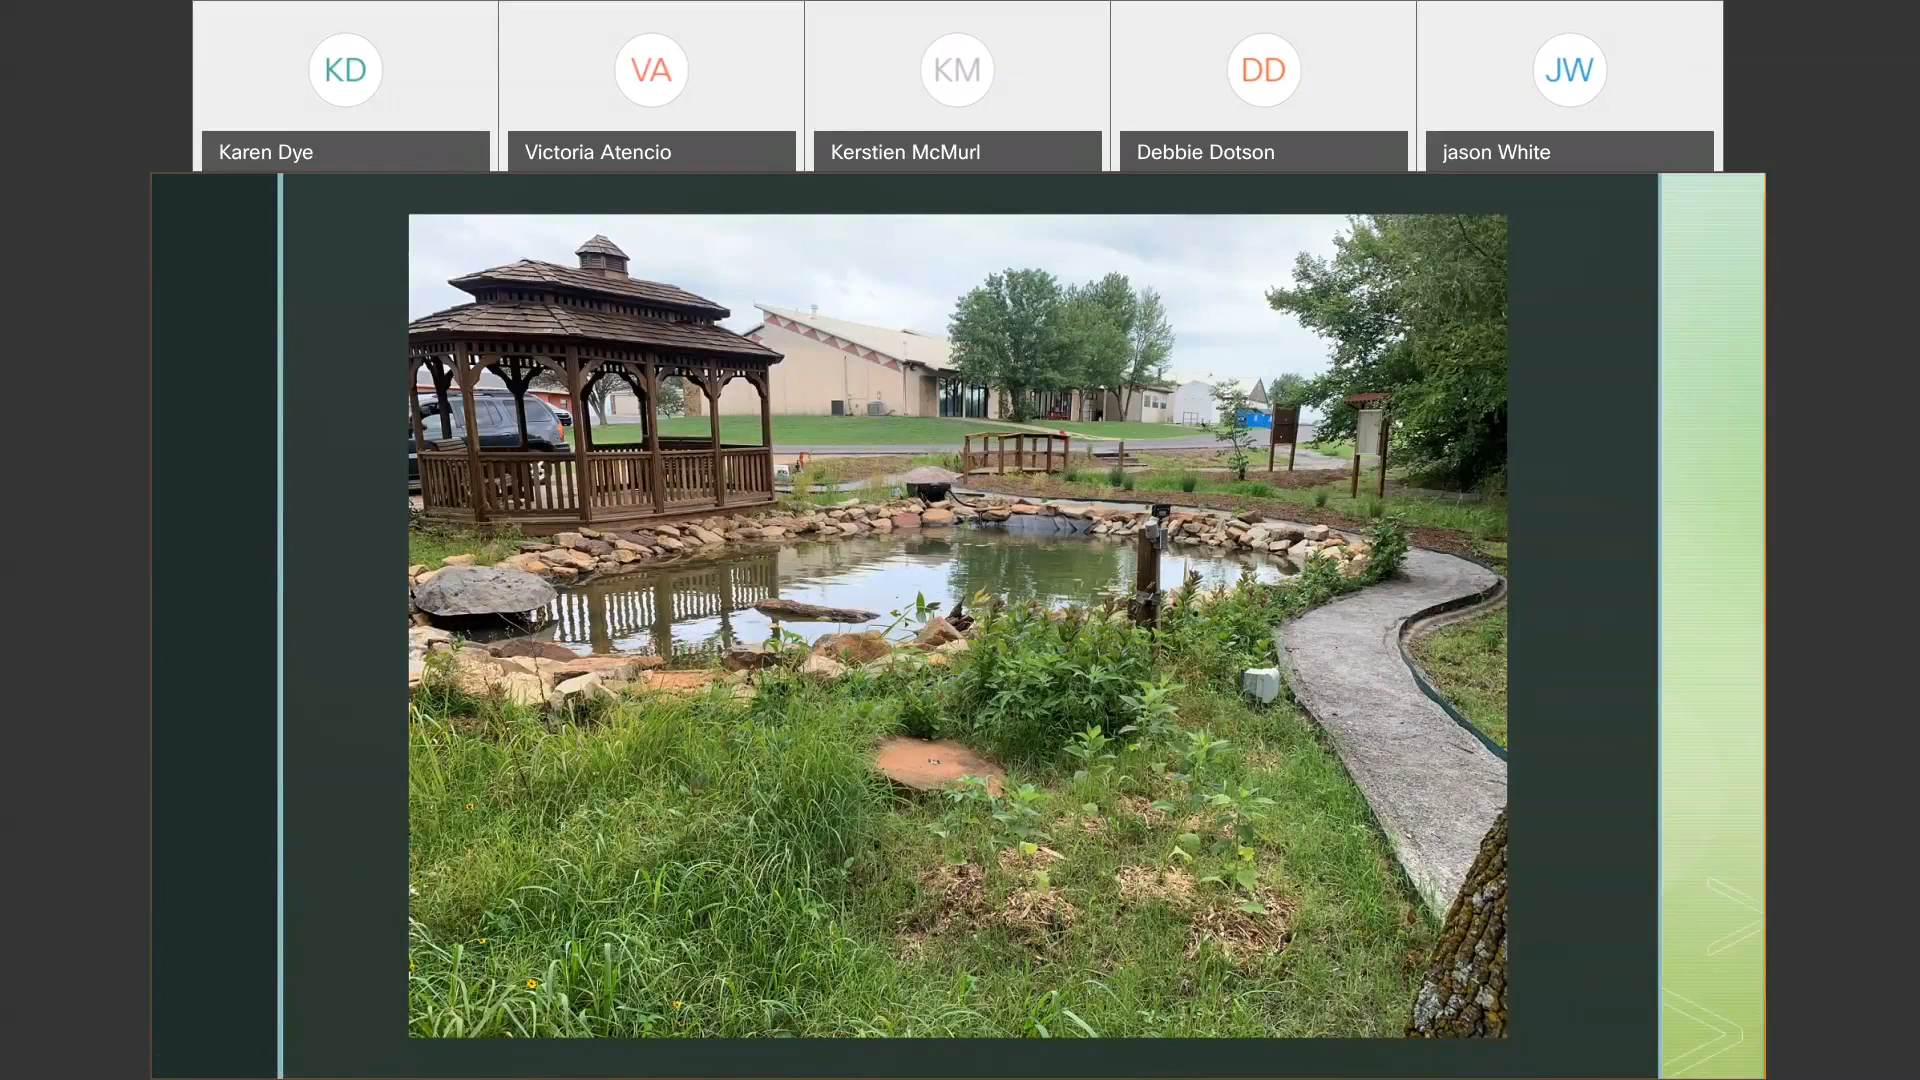 KD
VA
KM
DD
JW
Karen Dye
Victoria Atencio
Kerstien McMurl
Debbie Dotson
jason White